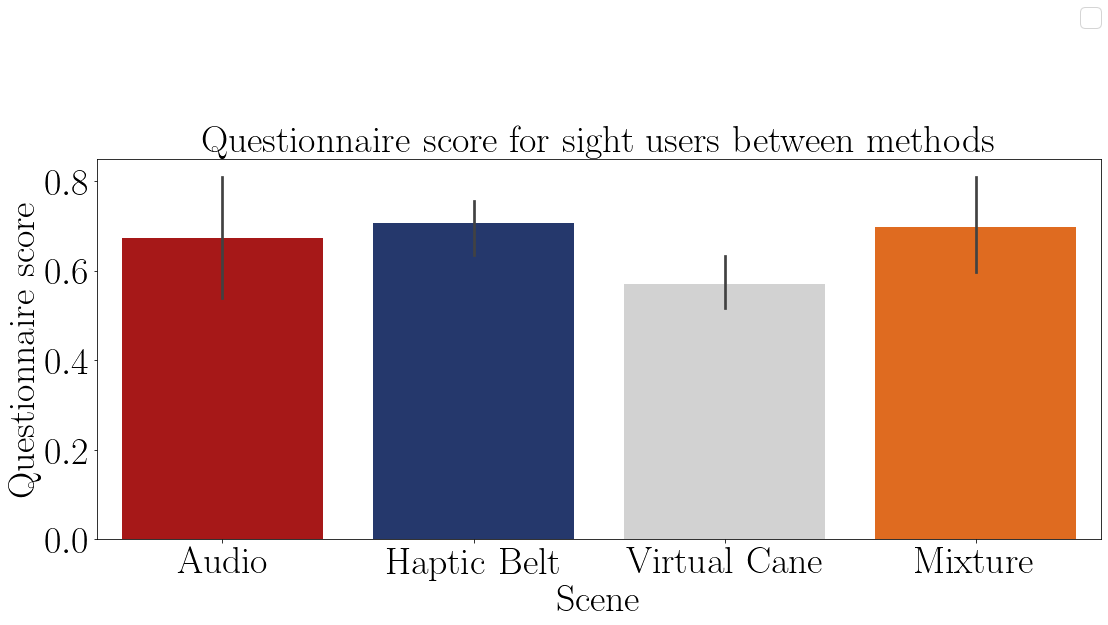 Questionnaire score for sight users between methods
Questionnaire score
0.8
0.6
0.4
0.2
0.0
Audio
Haptic Belt
Virtual Cane
Mixture
Scene